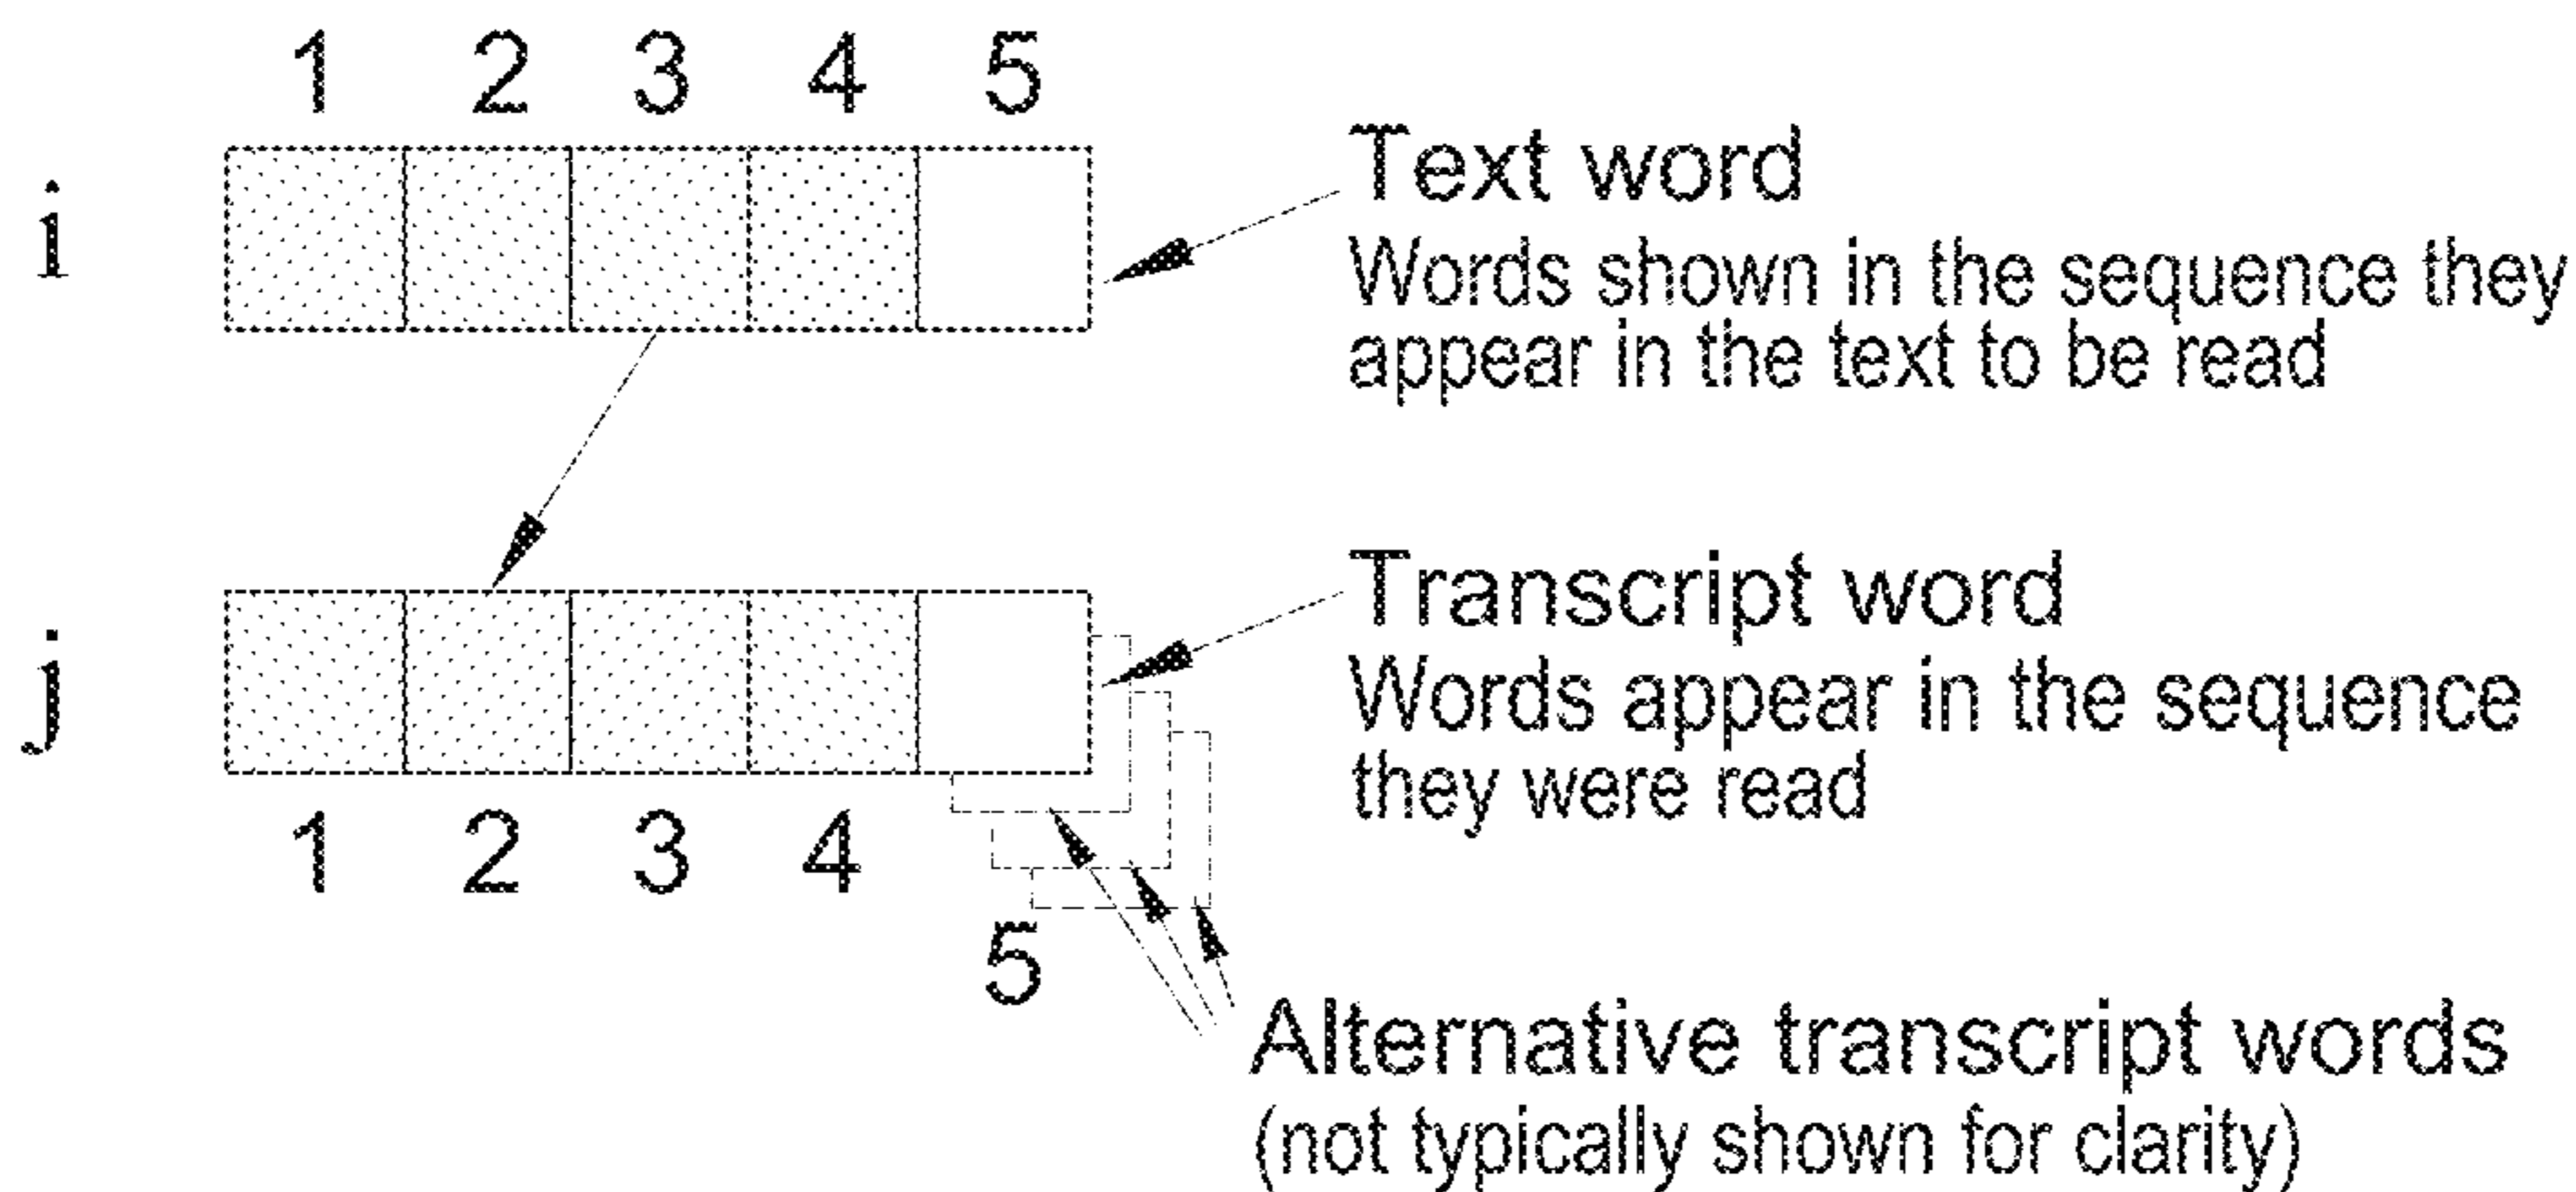 1 2 3 4 5
i
Text word
Words shown in the sequence they
appear in the text to be read
j
Transcript word
Words appear in the sequence
they were read
1 2 3 4
5
Alternative transcript words
(not typically shown for clarity)